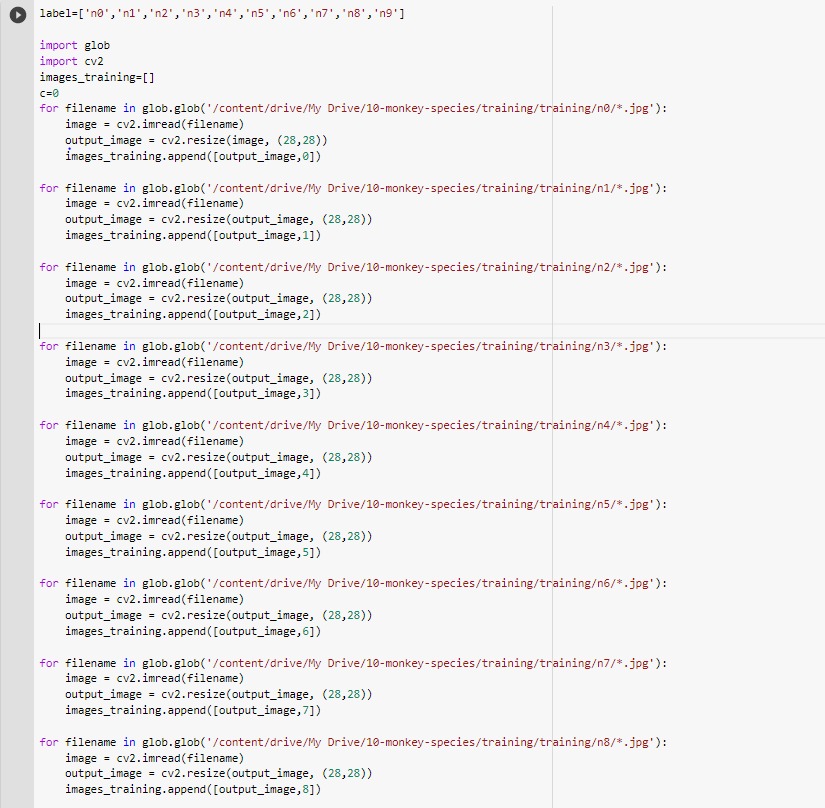 label=['n0','n1','n2','n3','n4','n5','n6','n7','n8','n9']
import glob
import cv2
images_training=[]
c=0
for filename in glob.glob('/content/drive/My Drive/10-monkey-species/training/training/n0/*.jpg'):
    image = cv2.imread(filename)
    output_image = cv2.resize(image, (28,28))
    images_training.append([output_image,0])
for filename in glob.glob('/content/drive/My Drive/10-monkey-species/training/training/n1/*.jpg'):
    image = cv2.imread(filename)
    output_image = cv2.resize(output_image, (28,28))
    images_training.append([output_image,1])
for filename in glob.glob('/content/drive/My Drive/10-monkey-species/training/training/n2/*.jpg'):
    image = cv2.imread(filename)
    output_image = cv2.resize(output_image, (28,28))
    images_training.append([output_image,2])
for filename in glob.glob('/content/drive/My Drive/10-monkey-species/training/training/n3/*.jpg'):
    image = cv2.imread(filename)
    output_image = cv2.resize(output_image, (28,28))
    images_training.append([output_image,3])
for filename in glob.glob('/content/drive/My Drive/10-monkey-species/training/training/n4/*.jpg'):
    image = cv2.imread(filename)
    output_image = cv2.resize(output_image, (28,28))
    images_training.append([output_image,4])
for filename in glob.glob('/content/drive/My Drive/10-monkey-species/training/training/n5/*.jpg'):
    image = cv2.imread(filename)
    output_image = cv2.resize(output_image, (28,28))
    images_training.append([output_image,5])
for filename in glob.glob('/content/drive/My Drive/10-monkey-species/training/training/n6/*.jpg'):
    image = cv2.imread(filename)
    output_image = cv2.resize(output_image, (28,28))
    images_training.append([output_image,6])
for filename in glob.glob('/content/drive/My Drive/10-monkey-species/training/training/n7/*.jpg'):
    image = cv2.imread(filename)
    output_image = cv2.resize(output_image, (28,28))
    images_training.append([output_image,7])
for filename in glob.glob('/content/drive/My Drive/10-monkey-species/training/training/n8/*.jpg'):
    image = cv2.imread(filename)
    output_image = cv2.resize(output_image, (28,28))
    images_training.append([output_image,8])